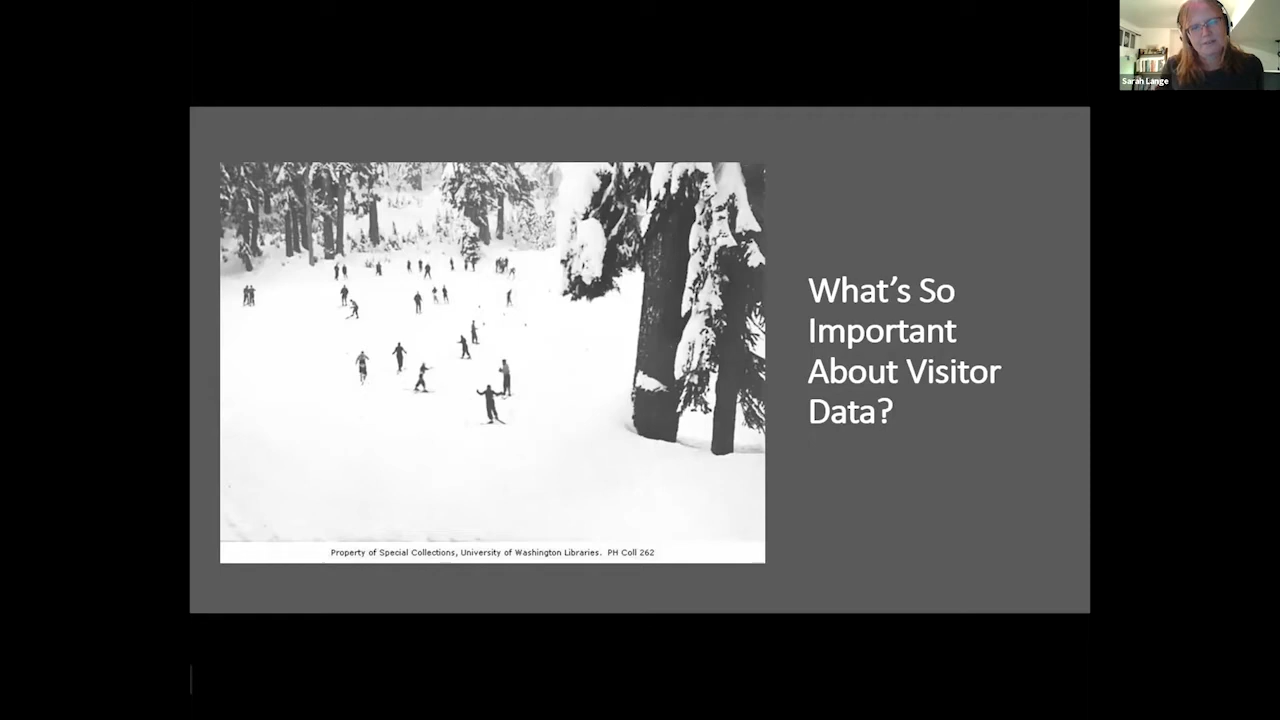 Sarah Lange
What's So
Important
About Visitor
Data?
Property of Special Collections, University of Washington Libraries. PH Coll 262